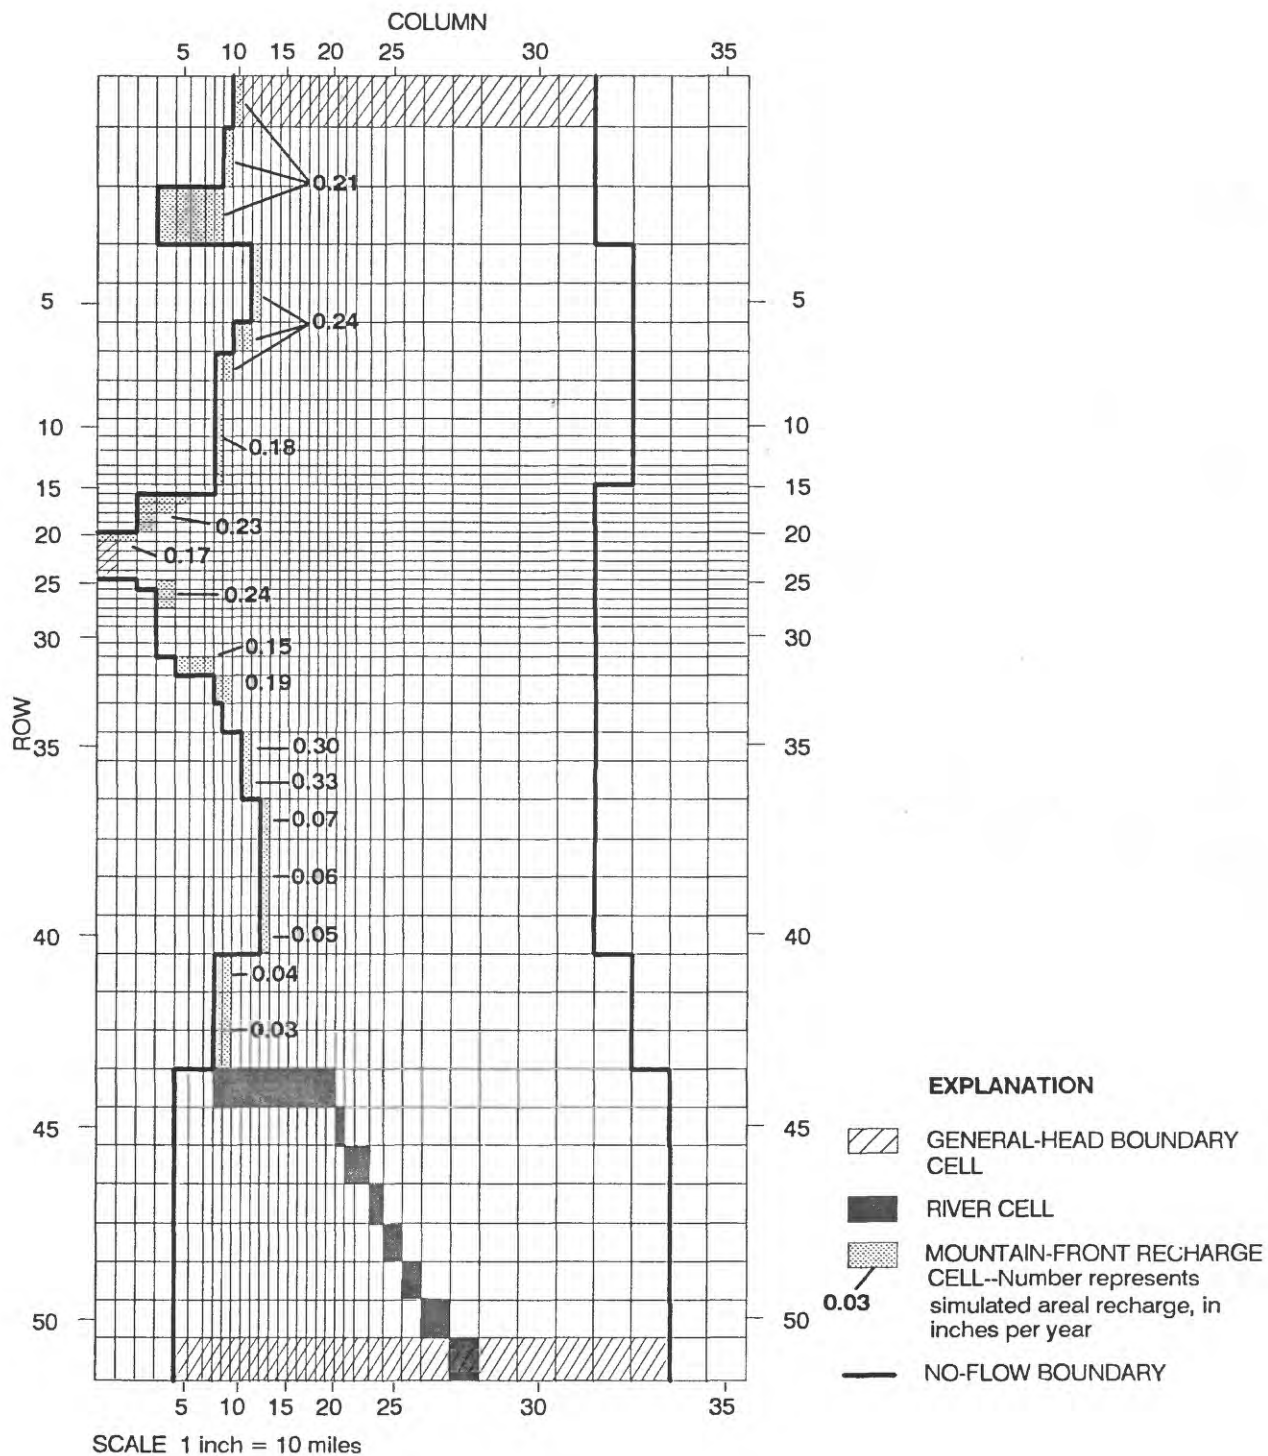 COLUMN
5 10 15 20 25 30 35
0.21
5 0.24 5
10 0.18 10
15 15
20 0.23 20
0.17
25 0.24 25
30 0.15 30
0.19
ROW
35 0.30 35
0.33
0.07
0.06
40 0.05 40
0.04
0.03
45 45
50 50
5 10 15 20 25 30 35
SCALE 1 inch = 10 miles
EXPLANATION
GENERAL-HEAD BOUNDARY
CELL
RIVER CELL
MOUNTAIN-FRONT RECHARGE
CELL--Number represents
0.03 simulated areal recharge, in
inches per year
NO-FLOW BOUNDARY